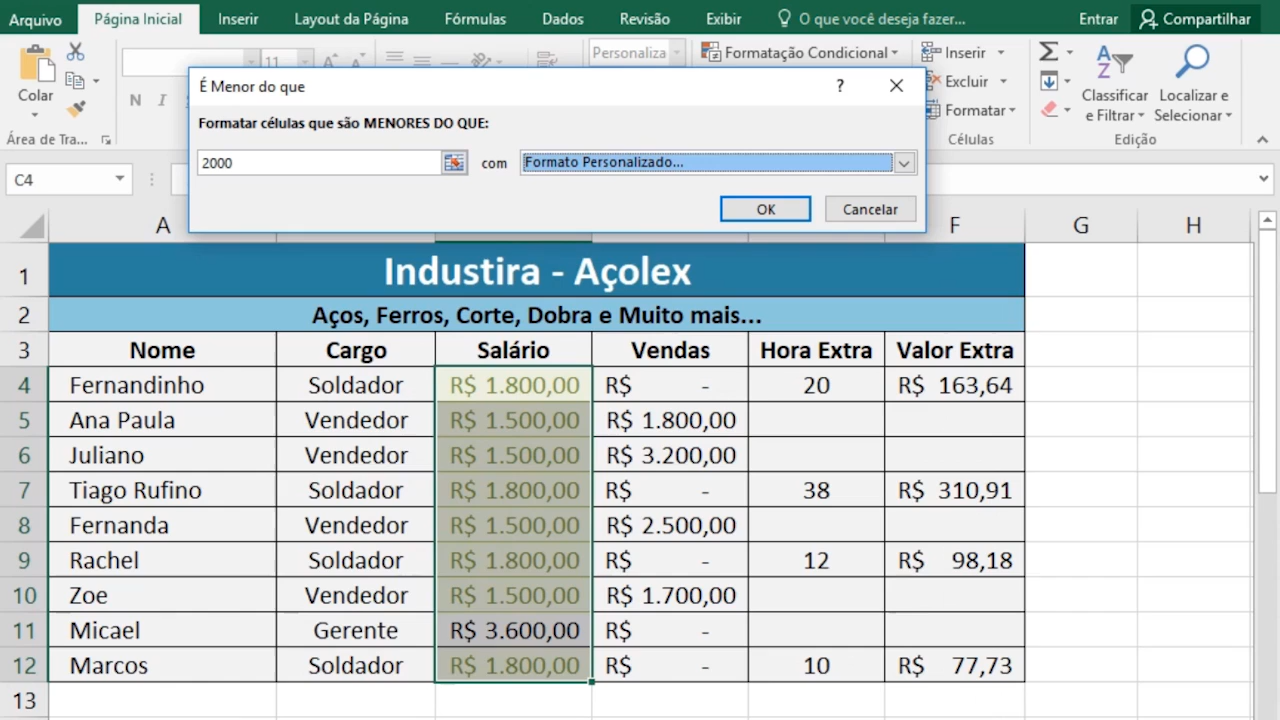 Arquivo Página Inicial Inserir Layout da Página Fórmulas Dados Revisão Exibir O que você deseja fazer... Entrar Compartilhar
Colar
Área de Tra...
N I
11
Personaliza
Formatação Condicional
Inserir
Excluir
Formatar
Células
Classificar e Filtrar
Localizar e Selecionar
Edição
É Menor do que ?
Formatar células que são MENORES DO QUE:
2000 com Formato Personalizado...
OK Cancelar
C4
A F G H
1 Industira - Açolex
2 Aços, Ferros, Corte, Dobra e Muito mais...
3 Nome Cargo Salário Vendas Hora Extra Valor Extra
4 Fernandinho Soldador R$ 1.800,00 R$ - 20 R$ 163,64
5 Ana Paula Vendedor R$ 1.500,00 R$ 1.800,00
6 Juliano Vendedor R$ 1.500,00 R$ 3.200,00
7 Tiago Rufino Soldador R$ 1.800,00 R$ - 38 R$ 310,91
8 Fernanda Vendedor R$ 1.500,00 R$ 2.500,00
9 Rachel Soldador R$ 1.800,00 R$ - 12 R$ 98,18
10 Zoe Vendedor R$ 1.500,00 R$ 1.700,00
11 Micael Gerente R$ 3.600,00 R$ -
12 Marcos Soldador R$ 1.800,00 R$ - 10 R$ 77,73
13